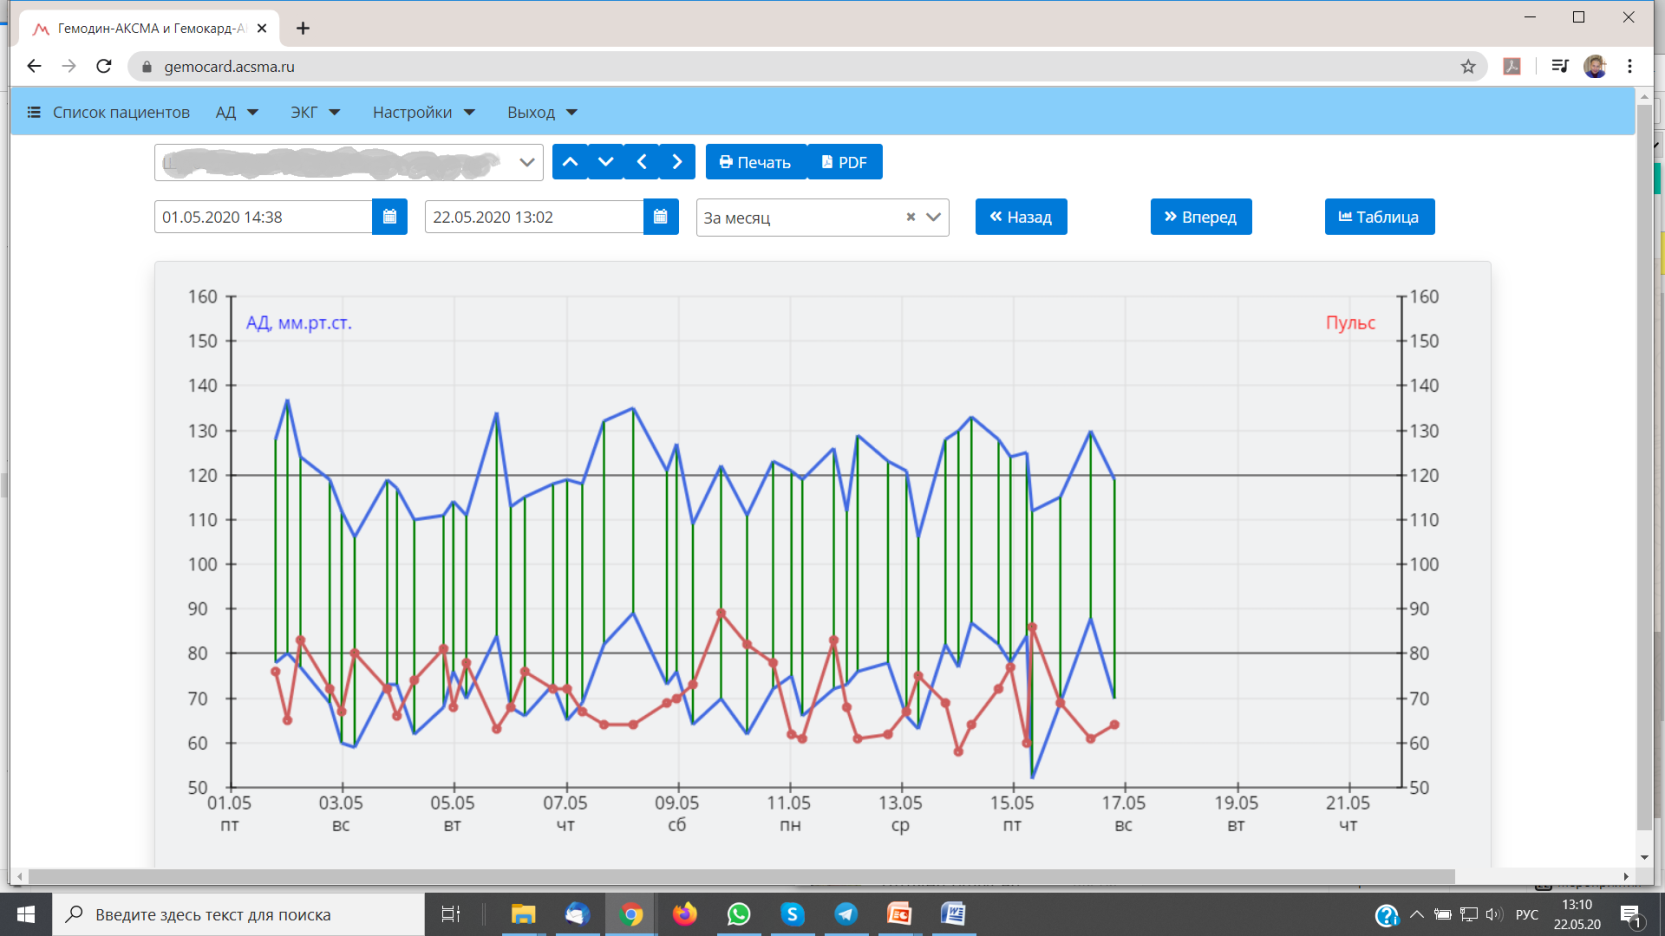 Гемодин-АКСМА и Гемокард-А
gemocard.acsma.ru
Список пациентов АД ЭКГ Настройки Выход
Печать PDF
01.05.2020 14:38 22.05.2020 13:02 За месяц Назад Вперед Таблица
160 160
АД, мм.рт.ст. Пульс
150 150
140 140
130 130
120 120
110 110
100 100
90 90
80 80
70 70
60 60
50 50
01.05 03.05 05.05 07.05 09.05 11.05 13.05 15.05 17.05 19.05 21.05
пт вс вт чт сб пн ср пт вс вт чт
Введите здесь текст для поиска
РУС
13:10
22.05.20
1